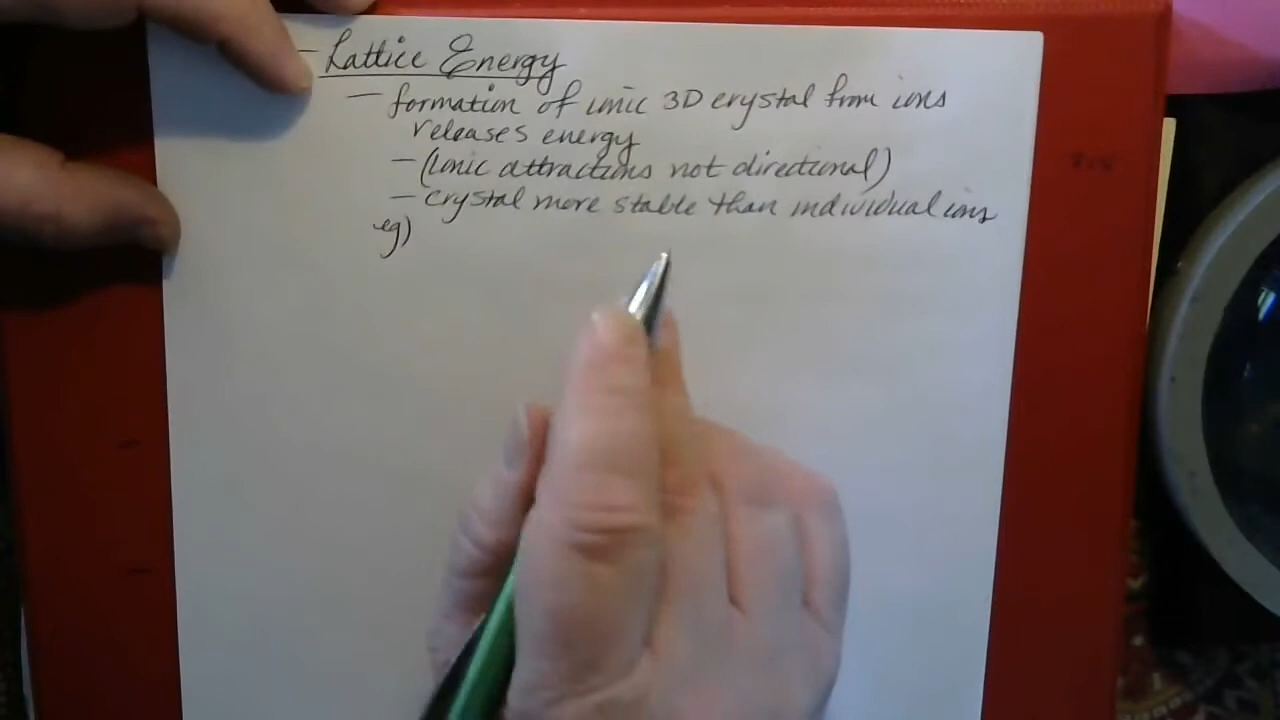 - Lattice Energy
- formation of ionic 3D crystal from ions
releases energy
- (ionic attractions not directional)
- crystal more stable than individual ions
eg)